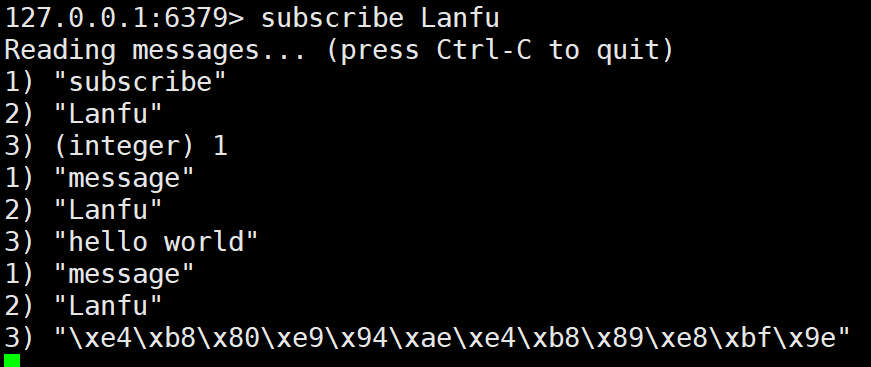 127.0.0.1:6379> subscribe Lanfu
Reading messages... (press Ctrl-C to quit)
1) "subscribe"
2) "Lanfu"
3) (integer) 1
1) "message"
2) "Lanfu"
3) "hello world"
1) "message"
2) "Lanfu"
3) "\xe4\xb8\x80\xe9\x94\xae\xe4\xb8\x89\xe8\xbf\x9e"